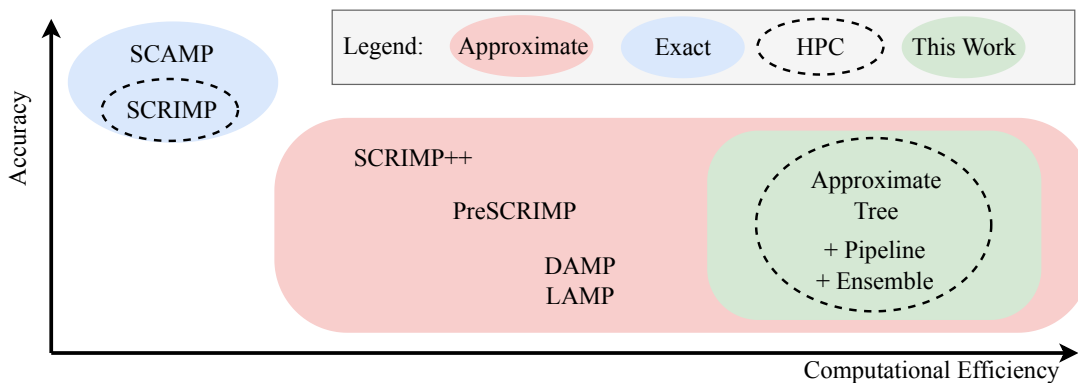 Legend: Approximate Exact HPC This Work
SCAMP
SCRIMP
Accuracy
SCRIMP++
PreSCRIMP
DAMP
LAMP
Approximate
Tree
+ Pipeline
+ Ensemble
Computational Efficiency